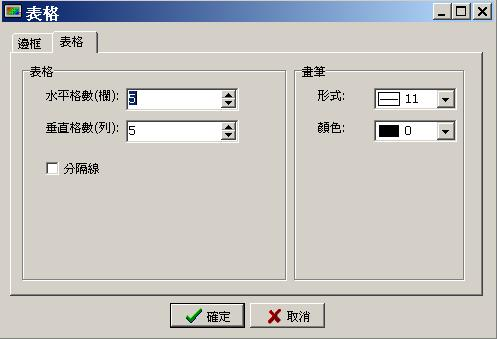 表格
邊框 表格
表格
水平格數(欄): 5
垂直格數(列): 5
分隔線
畫筆
形式: 11
顏色: 0
確定 取消